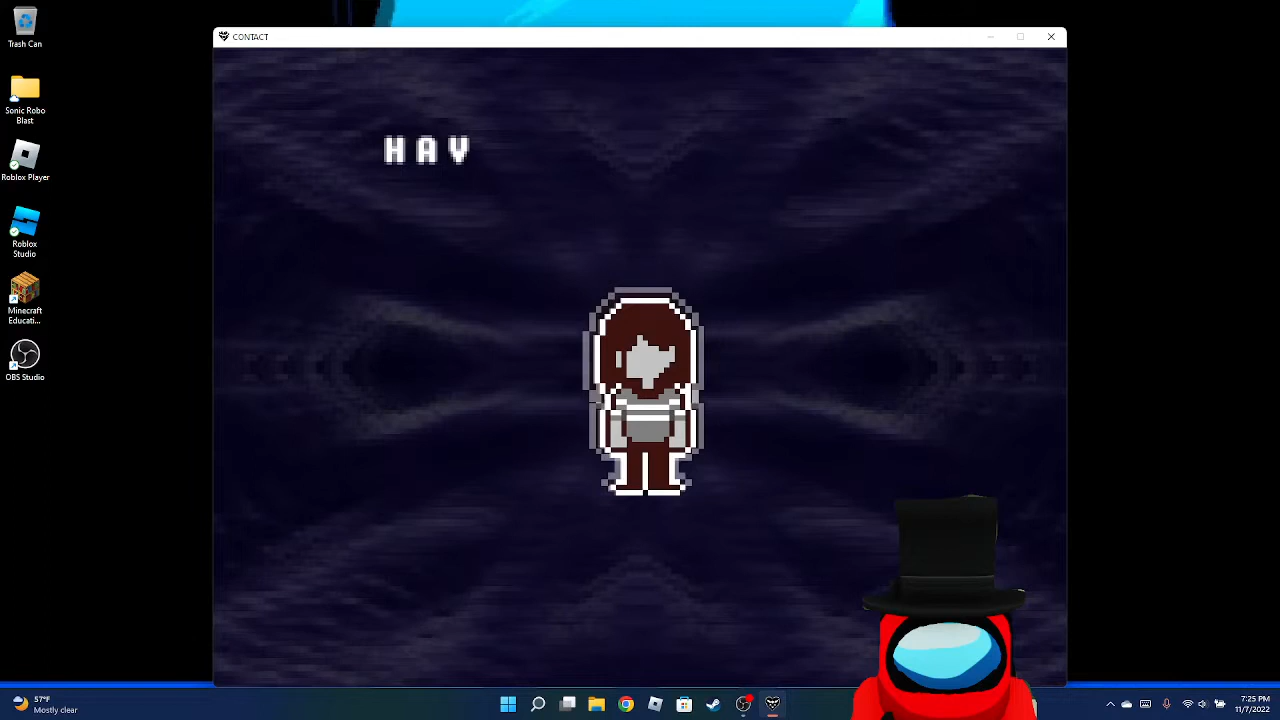 CONTACT
Trash Can
HAV
Sonic Robo
Blast
Roblox Player
Roblox
Studio
Minecraft
Educati...
OBS Studio
57°F
Mostly clear
7:25 PM
11/7/2022